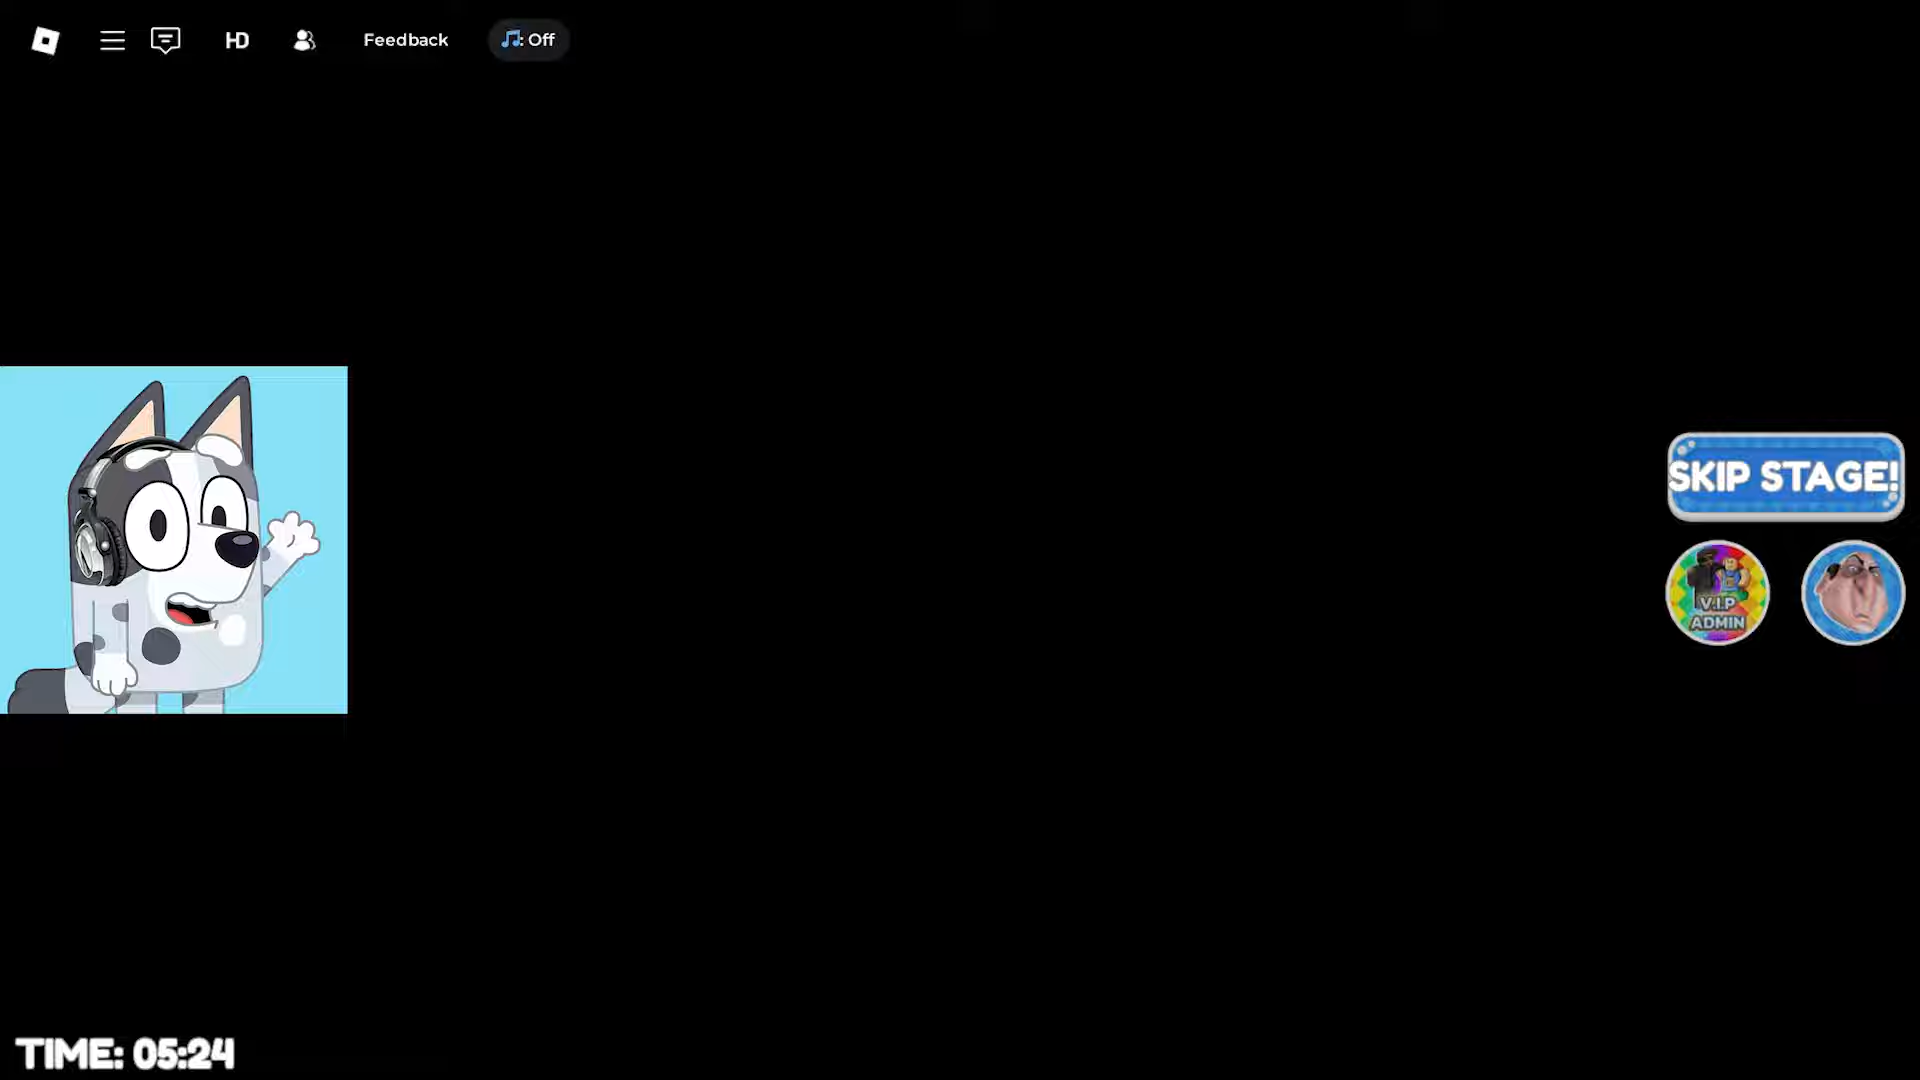 HD
Feedback
🎵: Off
SKIP STAGE!
V.I.P
ADMIN
TIME: 05:24